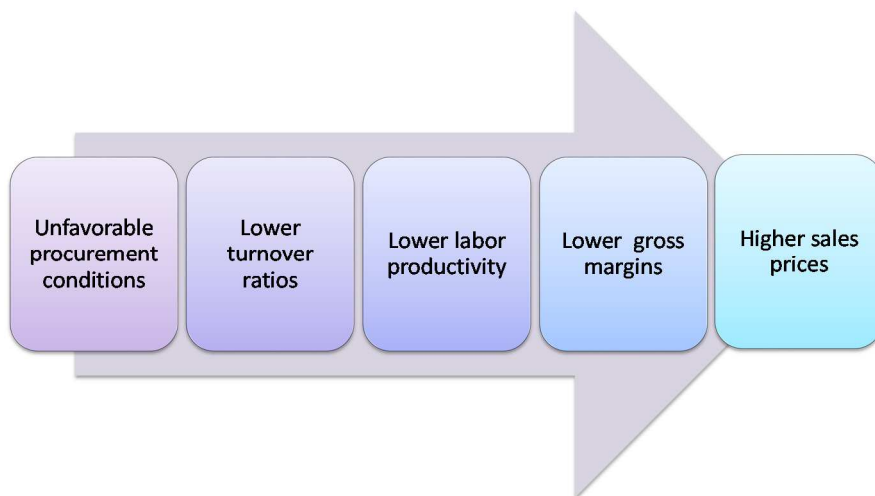 Unfavorable
procurement
conditions
Lower
turnover
ratios
Lower labor
productivity
Lower gross
margins
Higher sales
prices